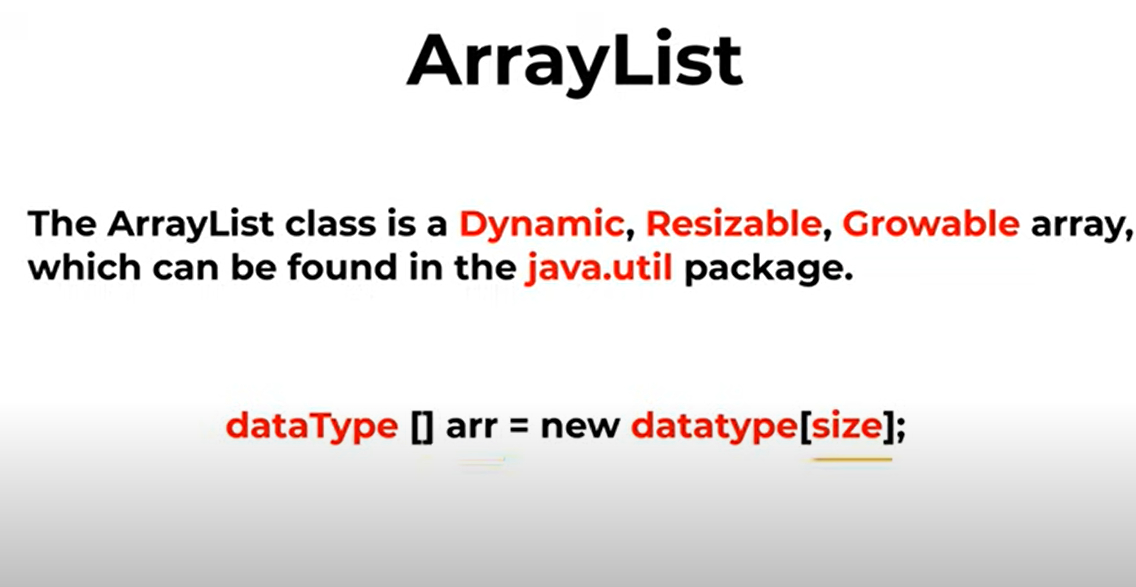 ArrayList
The ArrayList class is a Dynamic, Resizable, Growable array,
which can be found in the java.util package.
dataType [] arr = new datatype[size];